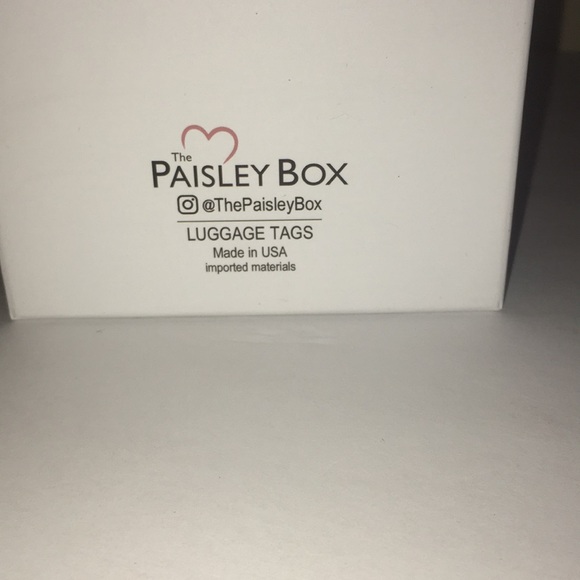 The
PAISLEY BOX
@ThePaisleyBox
LUGGAGE TAGS
Made in USA
imported materials